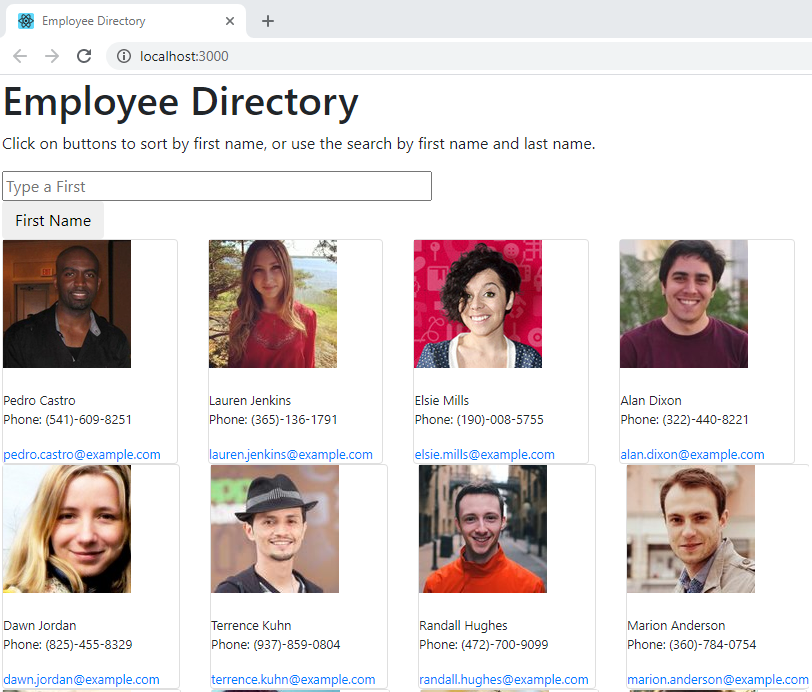 Employee Directory
localhost:3000
Employee Directory
Click on buttons to sort by first name, or use the search by first name and last name.
Type a First
First Name
Pedro Castro
Phone: (541)-609-8251
pedro.castro@example.com
Lauren Jenkins
Phone: (365)-136-1791
lauren.jenkins@example.com
Elsie Mills
Phone: (190)-008-5755
elsie.mills@example.com
Alan Dixon
Phone: (322)-440-8221
alan.dixon@example.com
Dawn Jordan
Phone: (825)-455-8329
dawn.jordan@example.com
Terrence Kuhn
Phone: (937)-859-0804
terrence.kuhn@example.com
Randall Hughes
Phone: (472)-700-9099
randall.hughes@example.com
Marion Anderson
Phone: (360)-784-0754
marion.anderson@example.com